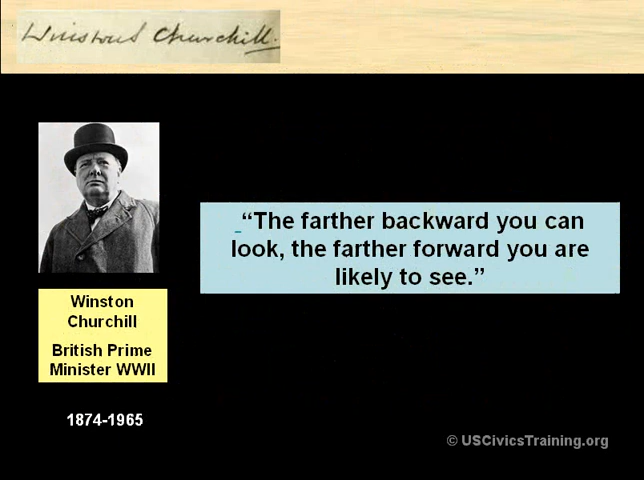 Winston S Churchill.
“The farther backward you can
look, the farther forward you are
likely to see.”
Winston
Churchill
British Prime
Minister WWII
1874-1965
© USCivicsTraining.org